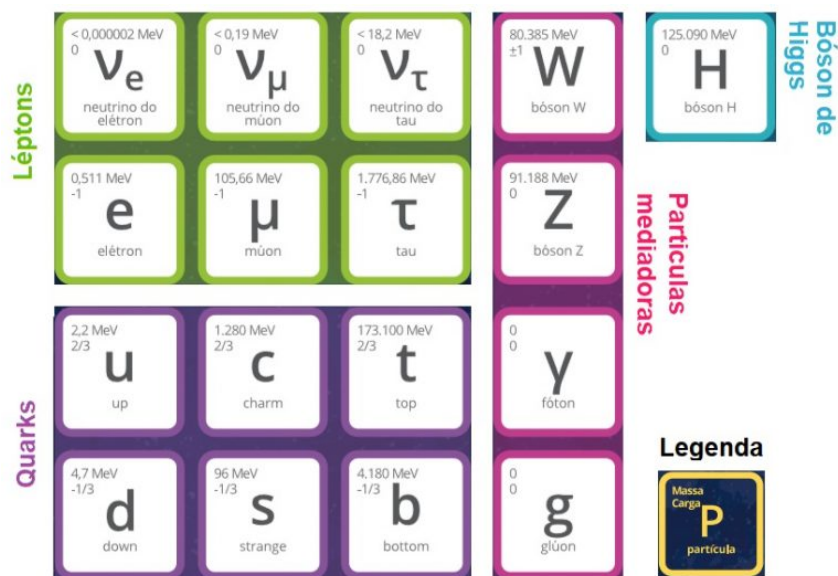 Léptons
< 0,000002 MeV
0
νe
neutrino do
elétron
< 0,19 MeV
0
νμ
neutrino do
múon
< 18,2 MeV
0
ντ
neutrino do
tau
0,511 MeV
-1
e
elétron
105,66 MeV
-1
μ
múon
1.776,86 MeV
-1
τ
tau
Quarks
2,2 MeV
2/3
u
up
1.280 MeV
2/3
c
charm
173.100 MeV
2/3
t
top
4,7 MeV
-1/3
d
down
96 MeV
-1/3
s
strange
4,180 MeV
-1/3
b
bottom
80.385 MeV
±1
W
bóson W
91.188 MeV
0
Z
bóson Z
0
0
γ
fóton
0
0
g
glúon
Particulas
mediadoras
125.090 MeV
0
H
bóson H
Bóson de
Higgs
Legenda
Massa
Carga
P
partícula